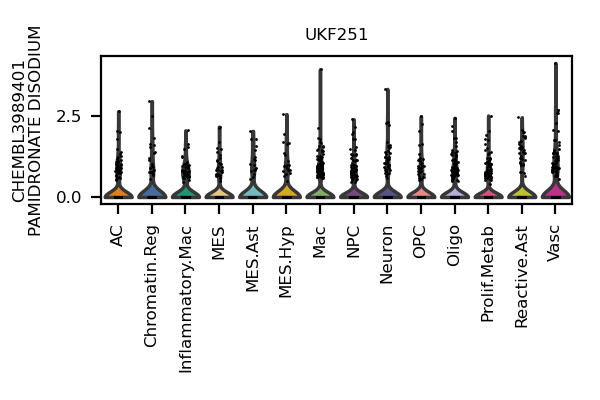 UKF251
CHEMBL3989401
PAMIDRONATE DISODIUM
2.5
0.0
AC
Chromatin.Reg
Inflammatory.Mac
MES
MES.Ast
MES.Hyp
Mac
NPC
Neuron
OPC
Oligo
Prolif.Metab
Reactive.Ast
Vasc